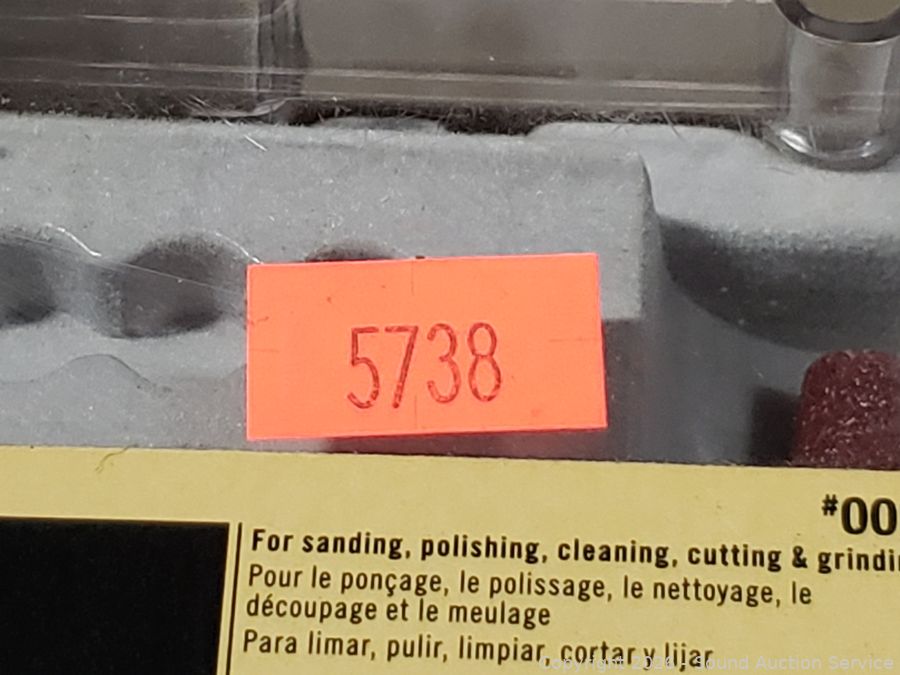 5738
#00
For sanding, polishing, cleaning, cutting & grindi
Pour le ponçage, le polissage, le nettoyage, le
découpage et le meulage
Para limar, pulir, limpiar, cortar y lijar
Copyright 2026 - Sound Auction Service